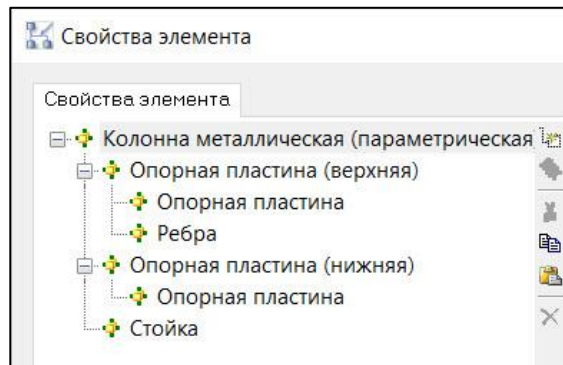 Свойства элемента
Свойства элемента
Колонна металлическая (параметрическая
Опорная пластина (верхняя)
Опорная пластина
Ребра
Опорная пластина (нижняя)
Опорная пластина
Стойка